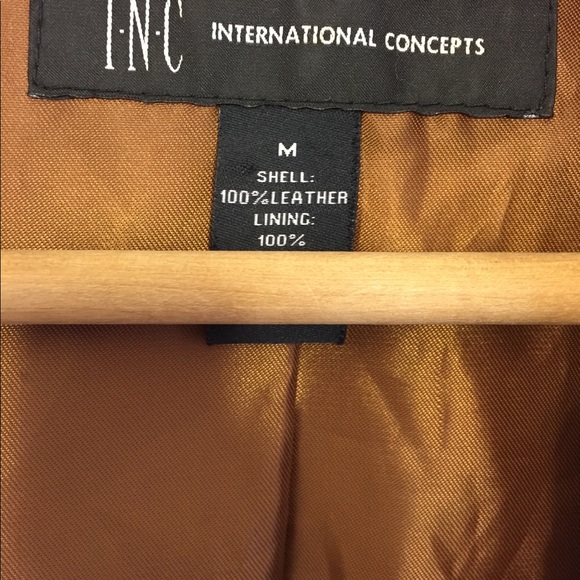 I·N·C INTERNATIONAL CONCEPTS
M
SHELL:
100%LEATHER
LINING:
100%